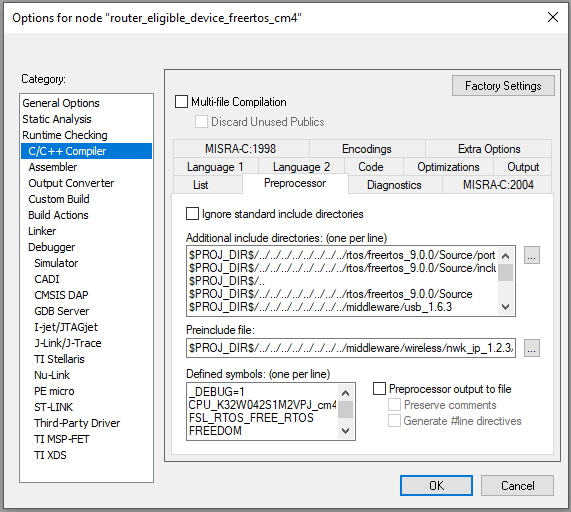 Options for node "router_eligible_device_freertos_cm4"
Category:
General Options
Static Analysis
Runtime Checking
C/C++ Compiler
Assembler
Output Converter
Custom Build
Build Actions
Linker
Debugger
Simulator
CADI
CMSIS DAP
GDB Server
I-jet/JTAGjet
J-Link/J-Trace
TI Stellaris
Nu-Link
PE micro
ST-LINK
Third-Party Driver
TI MSP-FET
TI XDS
Factory Settings
Multi-file Compilation
Discard Unused Publics
MISRA-C:1998 Encodings Extra Options
Language 1 Language 2 Code Optimizations Output
List Preprocessor Diagnostics MISRA-C:2004
Ignore standard include directories
Additional include directories: (one per line)
$PROJ_DIR$/../../../../../../../rtos/freertos_9.0.0/Source/port
$PROJ_DIR$/../../../../../../../rtos/freertos_9.0.0/Source/inclu
$PROJ_DIR$/..
$PROJ_DIR$/../../../../../../../rtos/freertos_9.0.0/Source
$PROJ_DIR$/../../../../../../../middleware/usb_1.6.3
...
Preinclude file:
$PROJ_DIR$/../../../../../../../middleware/wireless/nwk_ip_1.2.3/
...
Defined symbols: (one per line)
_DEBUG=1
CPU_K32W042S1M2VPJ_cm4
FSL_RTOS_FREE_RTOS
FREEDOM
Preprocessor output to file
Preserve comments
Generate #line directives
OK Cancel